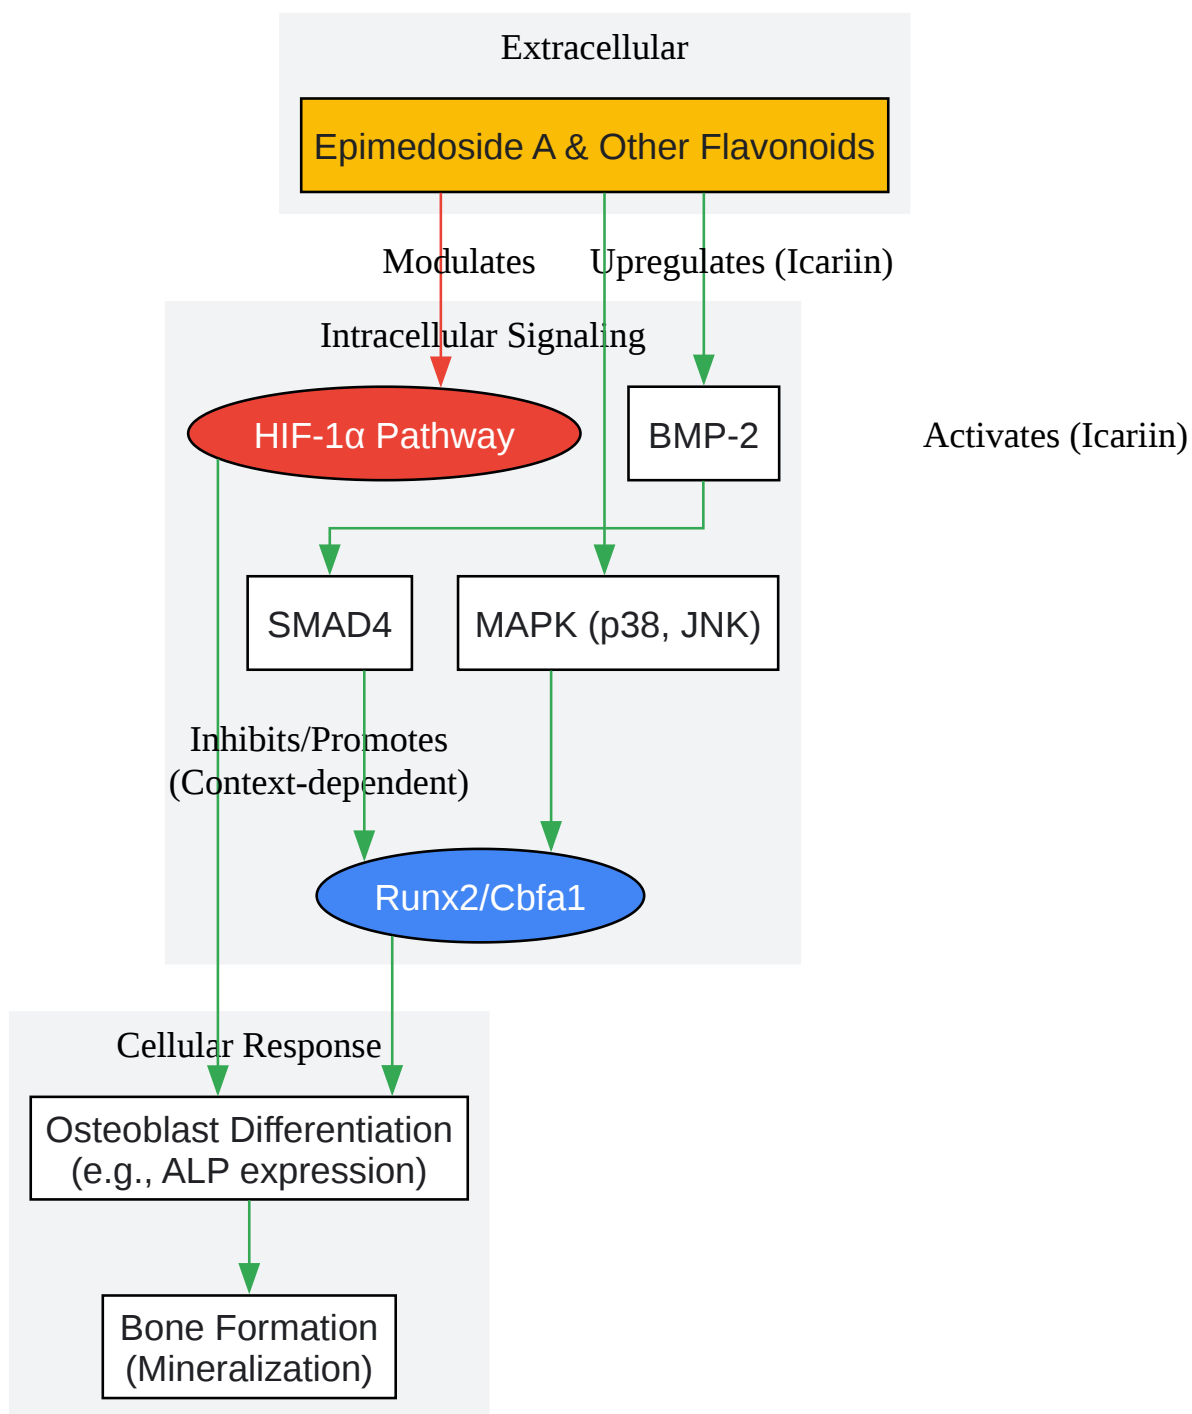 Extracellular
Epimedoside A & Other Flavonoids
Modulates
Upregulates (Icariin)
Intracellular Signaling
HIF-1α Pathway
BMP-2
Activates (Icariin)
SMAD4
MAPK (p38, JNK)
Inhibits/Promotes
(Context-dependent)
Runx2/Cbfa1
Cellular Response
Osteoblast Differentiation
(e.g., ALP expression)
Bone Formation
(Mineralization)